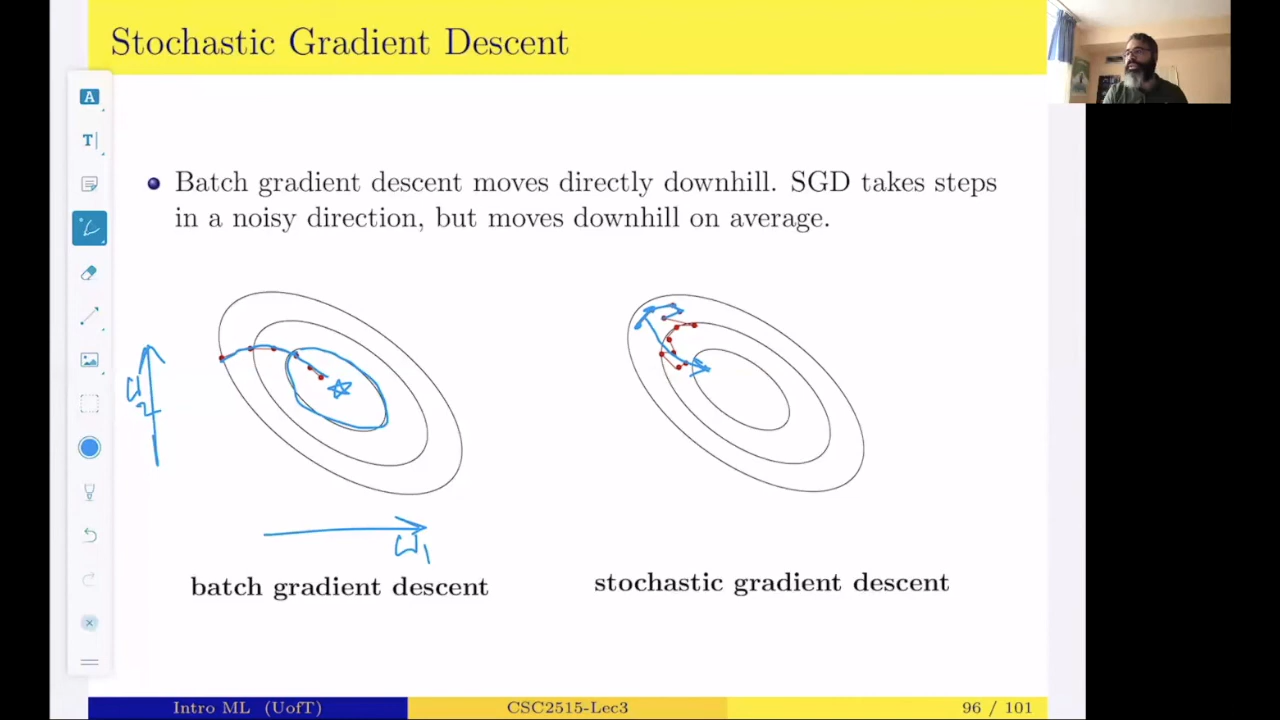 Stochastic Gradient Descent
A
T
Batch gradient descent moves directly downhill. SGD takes steps
in a noisy direction, but moves downhill on average.
W2
W1
batch gradient descent
stochastic gradient descent
Intro ML (UofT)
CSC2515-Lec3
96 / 101